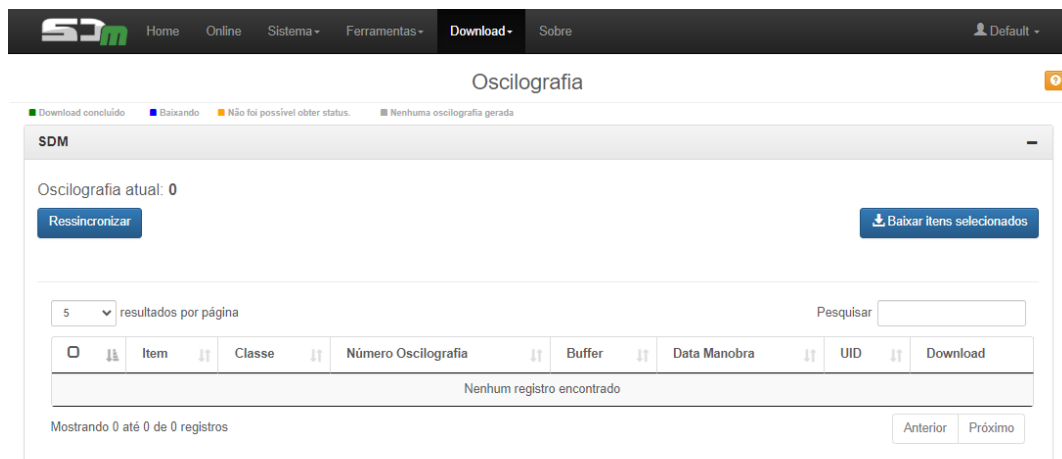 SDM Home Online Sistema Ferramentas Download Sobre Default
Oscilografia
Download concluído Baixando Não foi possível obter status. Nenhuma oscilografia gerada
SDM
Oscilografia atual: 0
Ressincronizar Baixar itens selecionados
5 resultados por página Pesquisar
Item Classe Número Oscilografia Buffer Data Manobra UID Download
Nenhum registro encontrado
Mostrando 0 até 0 de 0 registros Anterior Próximo